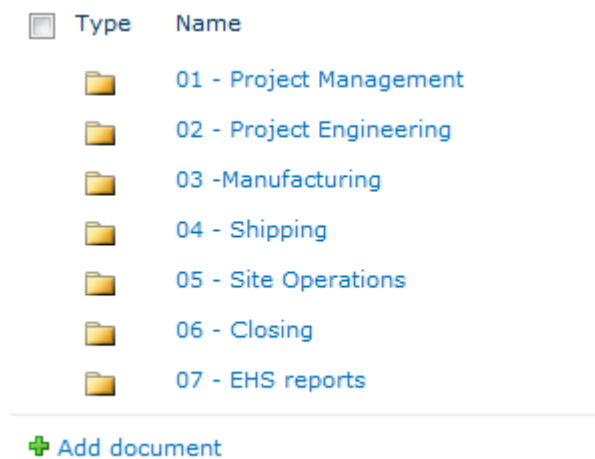 Type Name
01 - Project Management
02 - Project Engineering
03 -Manufacturing
04 - Shipping
05 - Site Operations
06 - Closing
07 - EHS reports
Add document